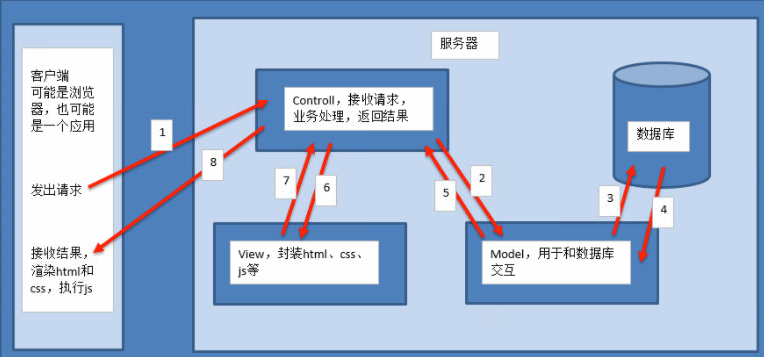 服务器
客户端
可能是浏览
器，也可能
是一个应用
发出请求
接收结果，
渲染html和
css，执行js
1
8
Controll，接收请求，
业务处理，返回结果
数据库
7
6
5
2
3
4
View，封装html、css、
js等
Model，用于和数据库
交互